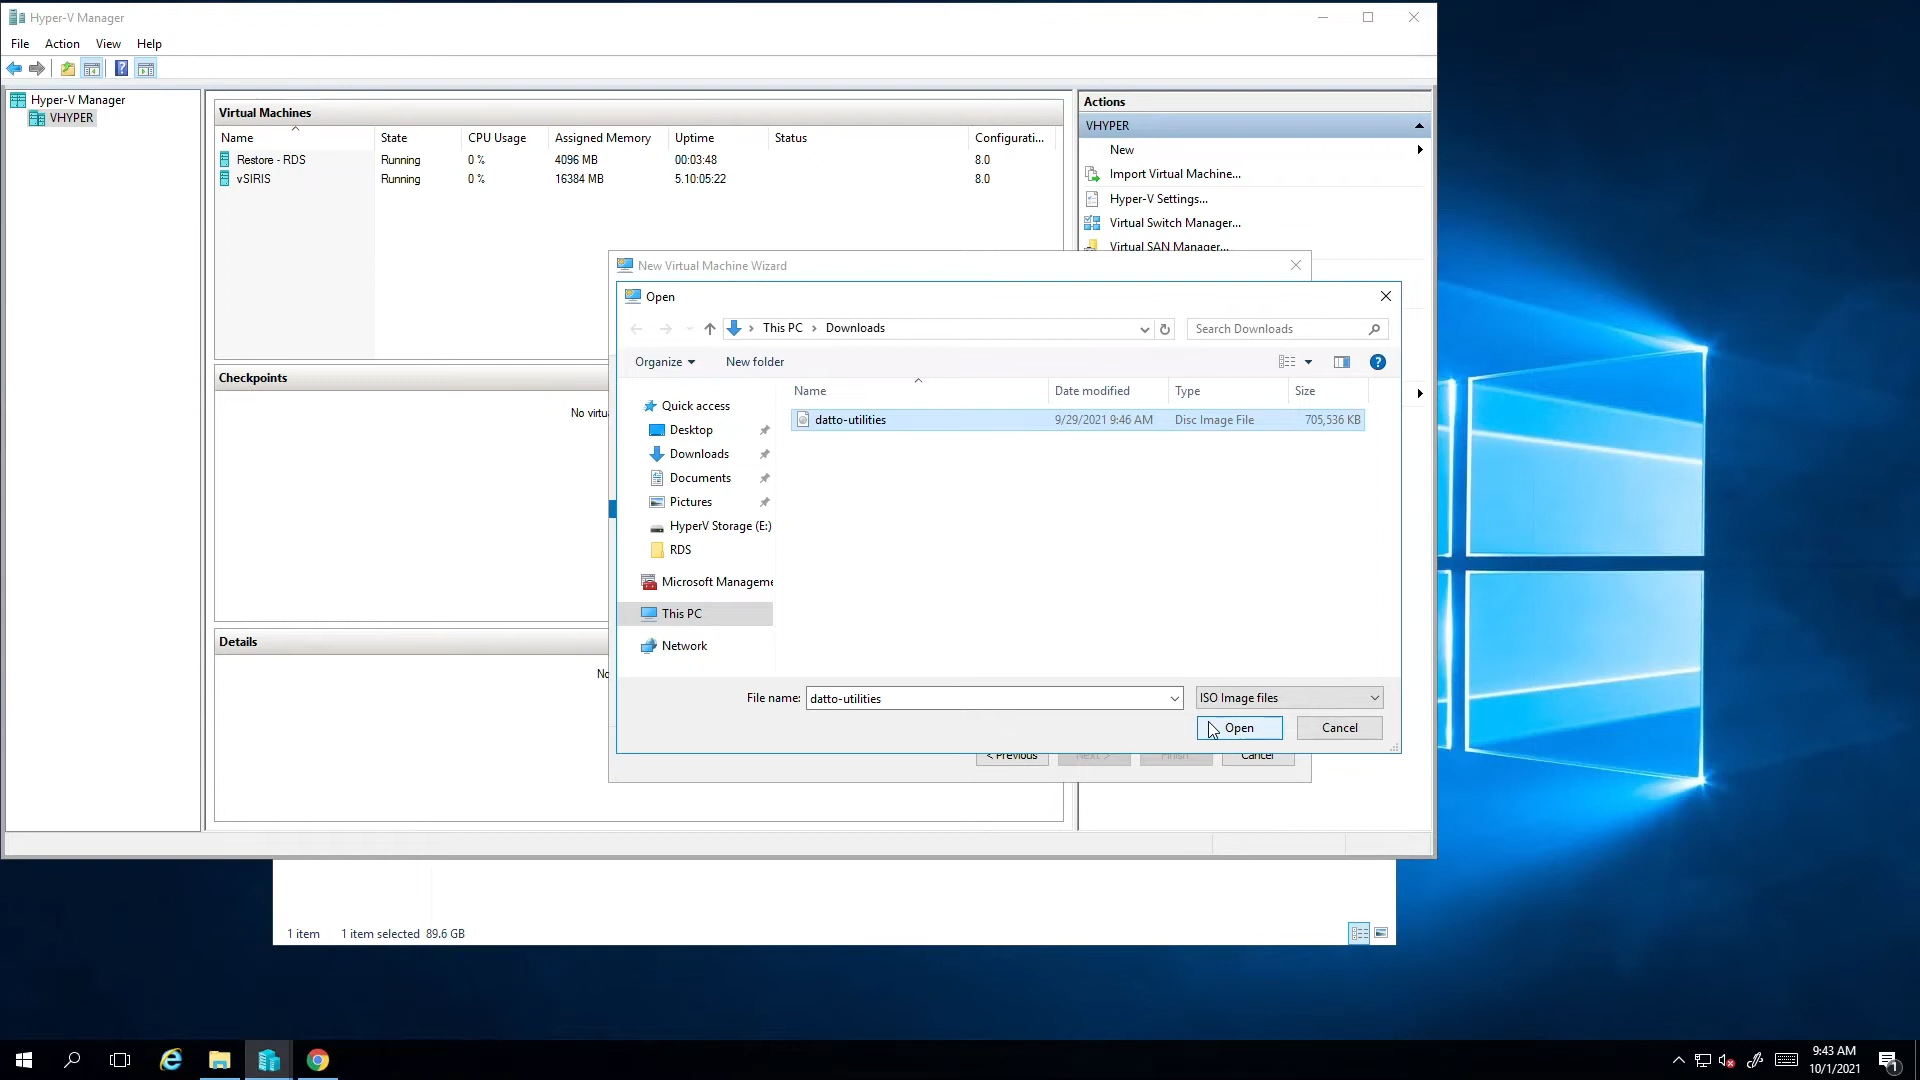 Hyper-V Manager
File Action View Help
Hyper-V Manager
VHYPER
Virtual Machines
Name State CPU Usage Assigned Memory Uptime Status Configurati...
Restore - RDS Running 0 % 4096 MB 00:03:48 8.0
vSIRIS Running 0 % 16384 MB 5.10:05:22 8.0
Checkpoints
No virtu
Details
No
Actions
VHYPER
New
Import Virtual Machine...
Hyper-V Settings...
Virtual Switch Manager...
Virtual SAN Manager...
New Virtual Machine Wizard
Open
This PC Downloads
Search Downloads
Organize New folder
Name Date modified Type Size
datto-utilities 9/29/2021 9:46 AM Disc Image File 705,536 KB
Quick access
Desktop
Downloads
Documents
Pictures
HyperV Storage (E:)
RDS
Microsoft Manageme
This PC
Network
File name: datto-utilities ISO Image files
Open Cancel
< Previous Next > Finish Cancel
1 item 1 item selected 89.6 GB
9:43 AM
10/1/2021
1